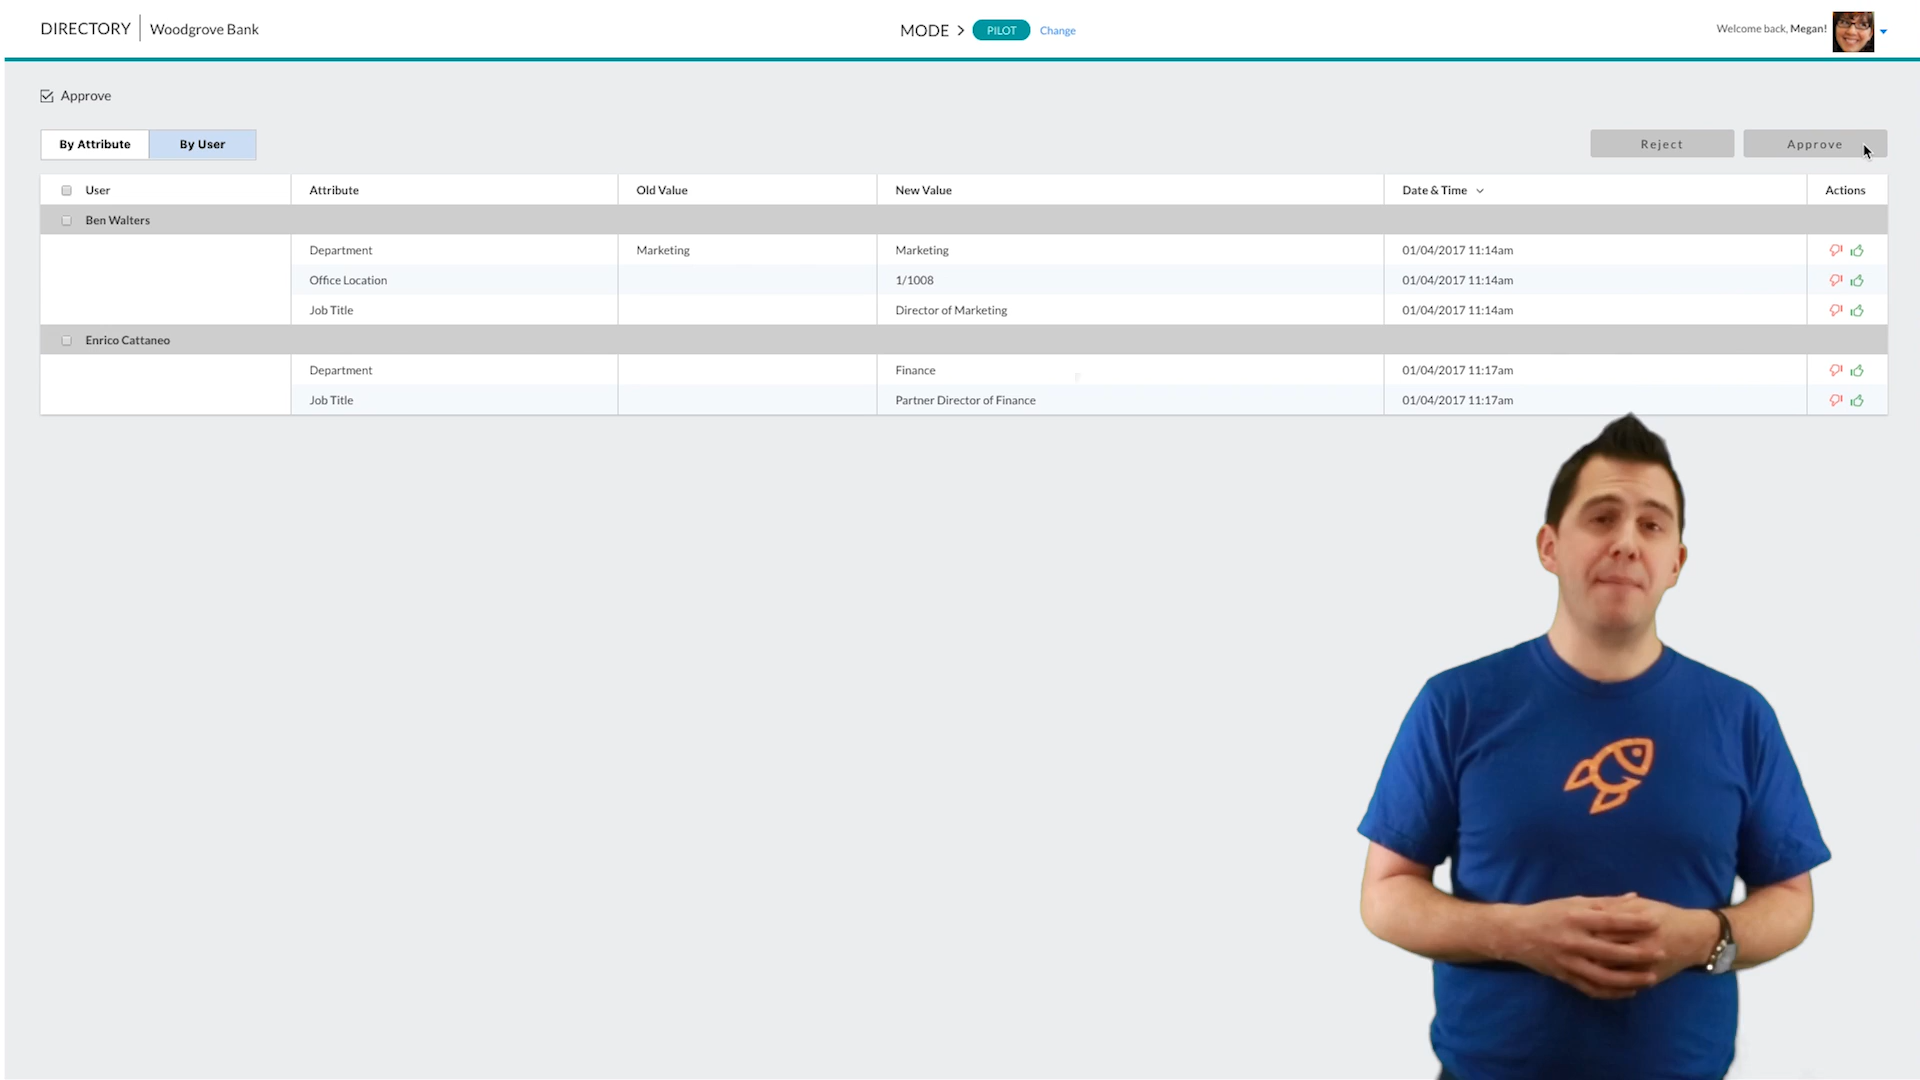 DIRECTORY Woodgrove Bank MODE > PILOT Change Welcome back, Megan!
Approve
By Attribute By User Reject Approve
User Attribute Old Value New Value Date & Time Actions
Ben Walters
Department Marketing Marketing 01/04/2017 11:14am
Office Location 1/1008 01/04/2017 11:14am
Job Title Director of Marketing 01/04/2017 11:14am
Enrico Cattaneo
Department Finance 01/04/2017 11:17am
Job Title Partner Director of Finance 01/04/2017 11:17am